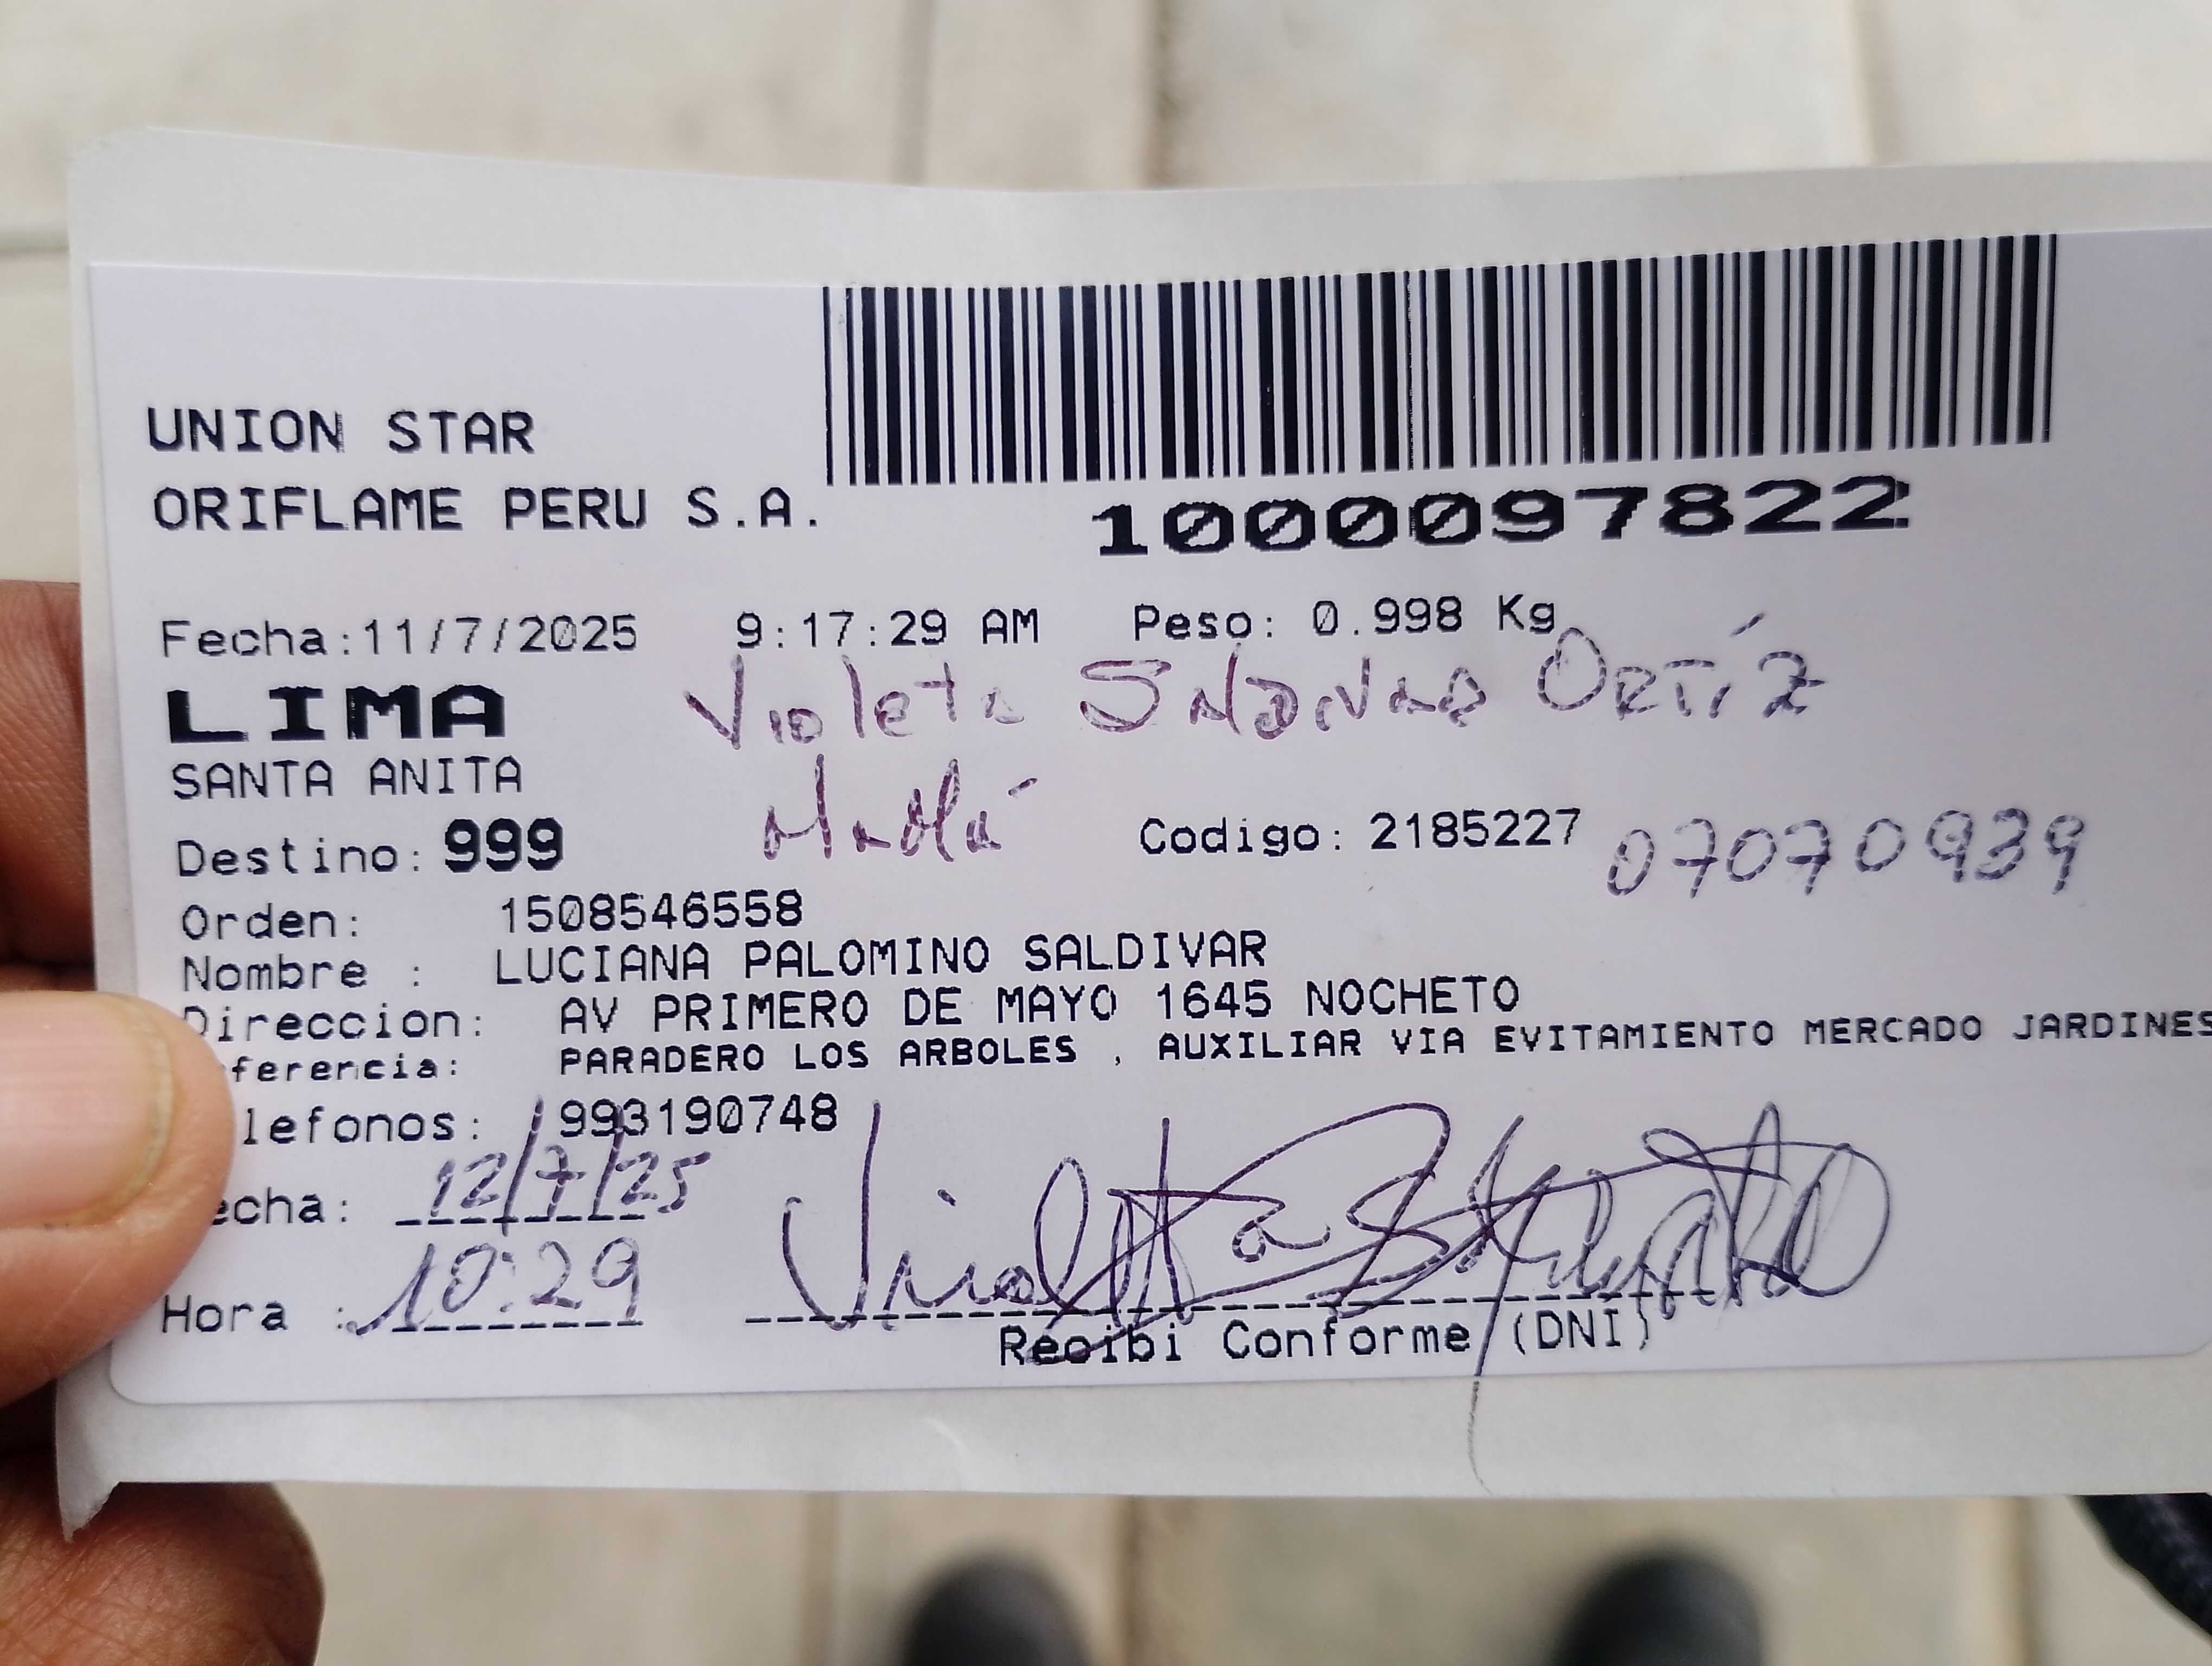 UNION STAR
ORIFLAME PERU S.A.
1000097822
Fecha:11/7/2025 9:17:29 AM Peso: 0.998 Kg
LIMA
Violeta Saldivar Ortíz
SANTA ANITA
Destino: 999
Codigo: 2185227 07070939
Orden: 1508546558
Nombre : LUCIANA PALOMINO SALDIVAR
Direccion: AV PRIMERO DE MAYO 1645 NOCHETO
ferencia: PARADERO LOS ARBOLES , AUXILIAR VIA EVITAMIENTO MERCADO JARDINES
lefonos: 993190748
echa: 12/7/25
Hora : 10:29
Recibi Conforme (DNI)